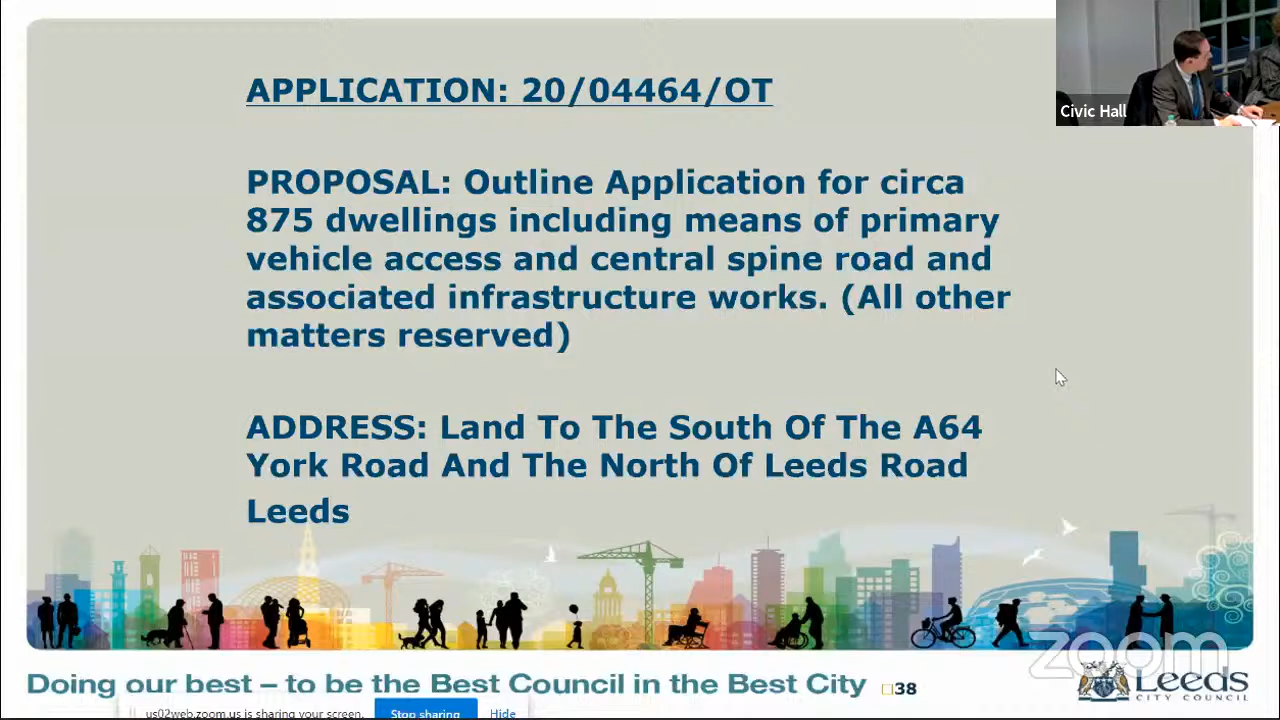 APPLICATION: 20/04464/OT
Civic Hall
PROPOSAL: Outline Application for circa
875 dwellings including means of primary
vehicle access and central spine road and
associated infrastructure works. (All other
matters reserved)
ADDRESS: Land To The South Of The A64
York Road And The North Of Leeds Road
Leeds
zoom
Doing our best – to be the Best Council in the Best City
38
Leeds
CITY COUNCIL
us02web.zoom.us is sharing your screen.
Stop sharing
Hide